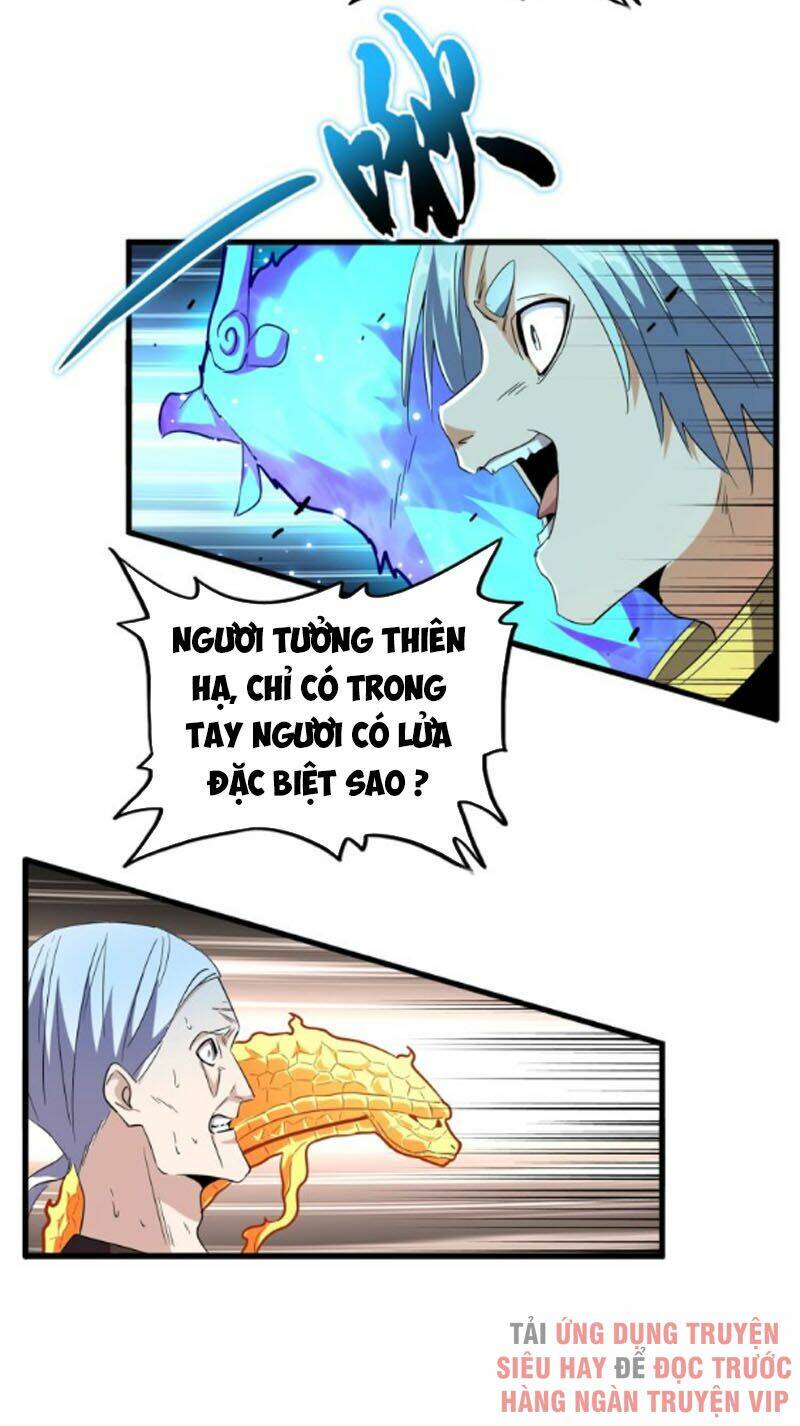 啾
NGƯƠI TƯỞNG THIÊN
HẠ, CHỈ CÓ TRONG
TAY NGƯƠI CÓ LỬA
ĐẶC BIỆT SAO ?
TẢI ỨNG DỤNG TRUYỆN
SIÊU HAY ĐỂ ĐỌC TRƯỚC
HÀNG NGÀN TRUYỆN VIP